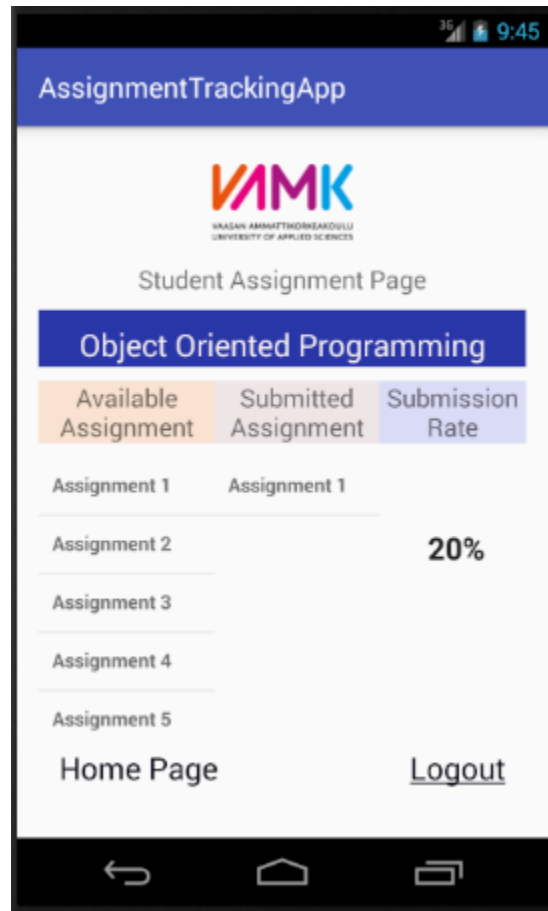 36 9:45
AssignmentTrackingApp
VAMK
VAASAN AMMATTIKORKEAKOULU
UNIVERSITY OF APPLIED SCIENCES
Student Assignment Page
Object Oriented Programming
Available Submitted Submission
Assignment Assignment Rate
Assignment 1 Assignment 1
Assignment 2 20%
Assignment 3
Assignment 4
Assignment 5
Home Page Logout